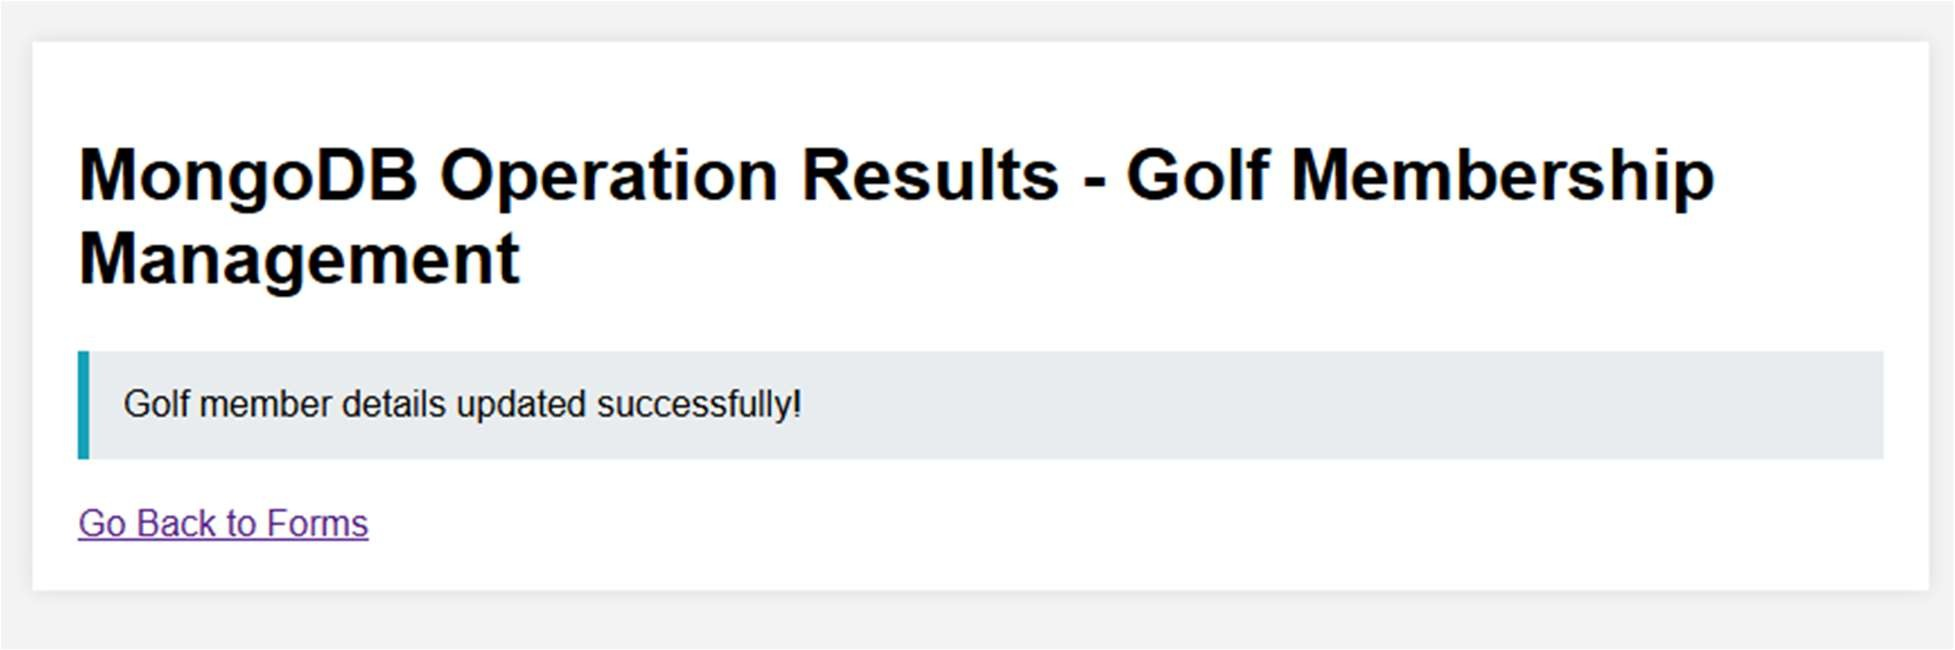 MongoDB Operation Results - Golf Membership
Management
Golf member details updated successfully!
Go Back to Forms